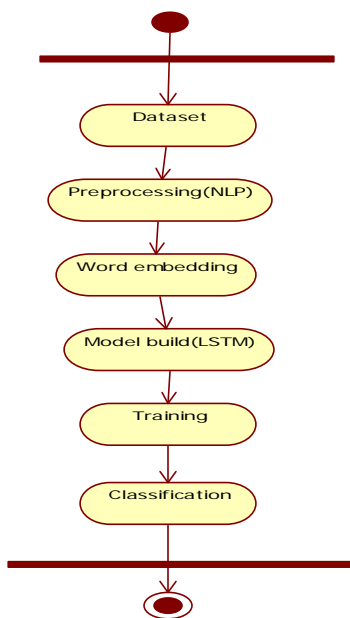 Dataset
Preprocessing(NLP)
Word embedding
Model build(LSTM)
Training
Classification